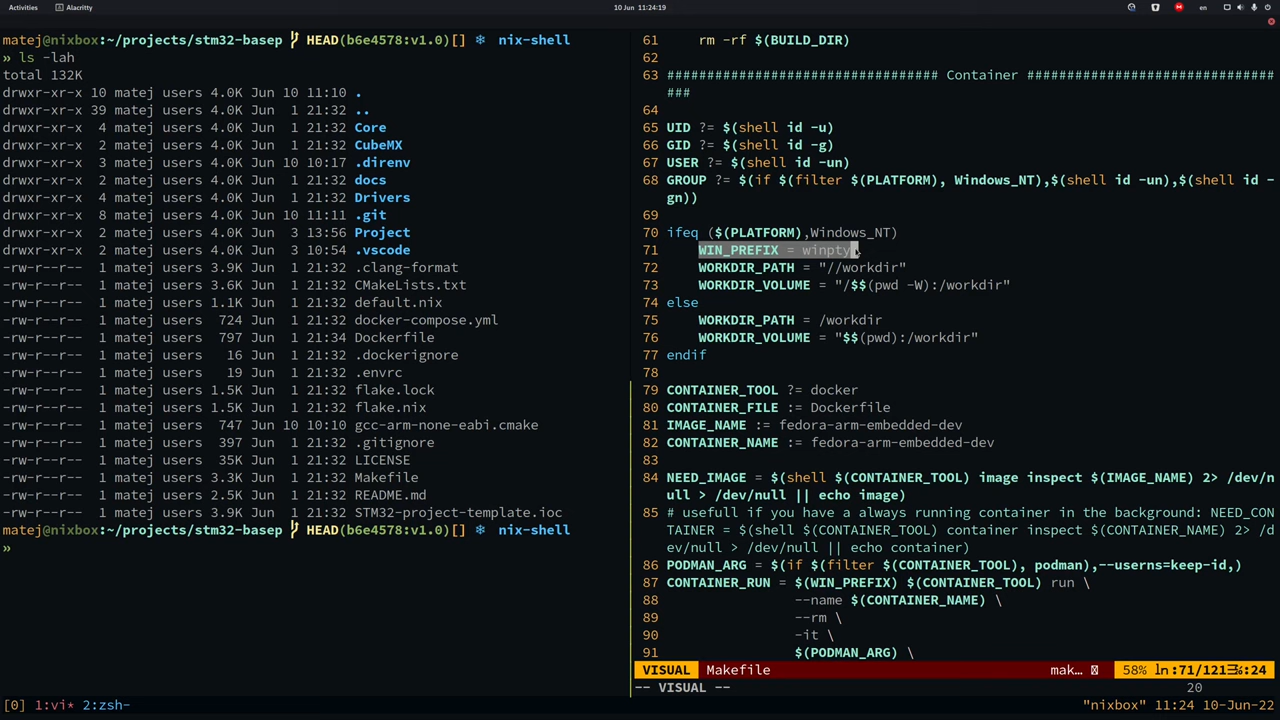 Activities
Alacritty
10 Jun 11:24:19
en
matej@nixbox:~/projects/stm32-basep HEAD(b6e4578:v1.0)[] ❄ nix-shell
» ls -lah
total 132K
drwxr-xr-x 10 matej users 4.0K Jun 10 11:10 .
drwxr-xr-x 39 matej users 4.0K Jun  1 21:32 ..
drwxr-xr-x  4 matej users 4.0K Jun  1 21:32 Core
drwxr-xr-x  2 matej users 4.0K Jun  1 21:32 CubeMX
drwxr-xr-x  3 matej users 4.0K Jun 10 10:17 .direnv
drwxr-xr-x  2 matej users 4.0K Jun  1 21:32 docs
drwxr-xr-x  4 matej users 4.0K Jun  1 21:32 Drivers
drwxr-xr-x  8 matej users 4.0K Jun 10 11:11 .git
drwxr-xr-x  2 matej users 4.0K Jun  3 13:56 Project
drwxr-xr-x  2 matej users 4.0K Jun  3 10:54 .vscode
-rw-r--r--  1 matej users 3.9K Jun  1 21:32 .clang-format
-rw-r--r--  1 matej users 3.6K Jun  1 21:32 CMakeLists.txt
-rw-r--r--  1 matej users 1.1K Jun  1 21:32 default.nix
-rw-r--r--  1 matej users  724 Jun  1 21:32 docker-compose.yml
-rw-r--r--  1 matej users  797 Jun  1 21:34 Dockerfile
-rw-r--r--  1 matej users   16 Jun  1 21:32 .dockerignore
-rw-r--r--  1 matej users   19 Jun  1 21:32 .envrc
-rw-r--r--  1 matej users 1.5K Jun  1 21:32 flake.lock
-rw-r--r--  1 matej users 1.5K Jun  1 21:32 flake.nix
-rw-r--r--  1 matej users  747 Jun 10 10:10 gcc-arm-none-eabi.cmake
-rw-r--r--  1 matej users  397 Jun  1 21:32 .gitignore
-rw-r--r--  1 matej users  35K Jun  1 21:32 LICENSE
-rw-r--r--  1 matej users 3.3K Jun  1 21:32 Makefile
-rw-r--r--  1 matej users 2.5K Jun  1 21:32 README.md
-rw-r--r--  1 matej users 3.9K Jun  1 21:32 STM32-project-template.ioc
matej@nixbox:~/projects/stm32-basep HEAD(b6e4578:v1.0)[] ❄ nix-shell
»
61     rm -rf $(BUILD_DIR)
62
63 ################################## Container ###############################
###
64
65 UID ?= $(shell id -u)
66 GID ?= $(shell id -g)
67 USER ?= $(shell id -un)
68 GROUP ?= $(if $(filter $(PLATFORM), Windows_NT),$(shell id -un),$(shell id -
gn))
69
70 ifeq ($(PLATFORM),Windows_NT)
71     WIN_PREFIX = winpty
72     WORKDIR_PATH = "//workdir"
73     WORKDIR_VOLUME = "/$$(pwd -W):/workdir"
74 else
75     WORKDIR_PATH = /workdir
76     WORKDIR_VOLUME = "$$(pwd):/workdir"
77 endif
78
79 CONTAINER_TOOL ?= docker
80 CONTAINER_FILE := Dockerfile
81 IMAGE_NAME := fedora-arm-embedded-dev
82 CONTAINER_NAME := fedora-arm-embedded-dev
83
84 NEED_IMAGE = $(shell $(CONTAINER_TOOL) image inspect $(IMAGE_NAME) 2> /dev/n
ull > /dev/null || echo image)
85 # usefull if you have a always running container in the background: NEED_CON
TAINER = $(shell $(CONTAINER_TOOL) container inspect $(CONTAINER_NAME) 2> /d
ev/null > /dev/null || echo container)
86 PODMAN_ARG = $(if $(filter $(CONTAINER_TOOL), podman),--userns=keep-id,)
87 CONTAINER_RUN = $(WIN_PREFIX) $(CONTAINER_TOOL) run \
88                 --name $(CONTAINER_NAME) \
89                 --rm \
90                 -it \
91                 $(PODMAN_ARG) \
VISUAL Makefile mak… 58% ln:71/121 :24
-- VISUAL -- 20
[0] 1:vi* 2:zsh- "nixbox" 11:24 10-Jun-22